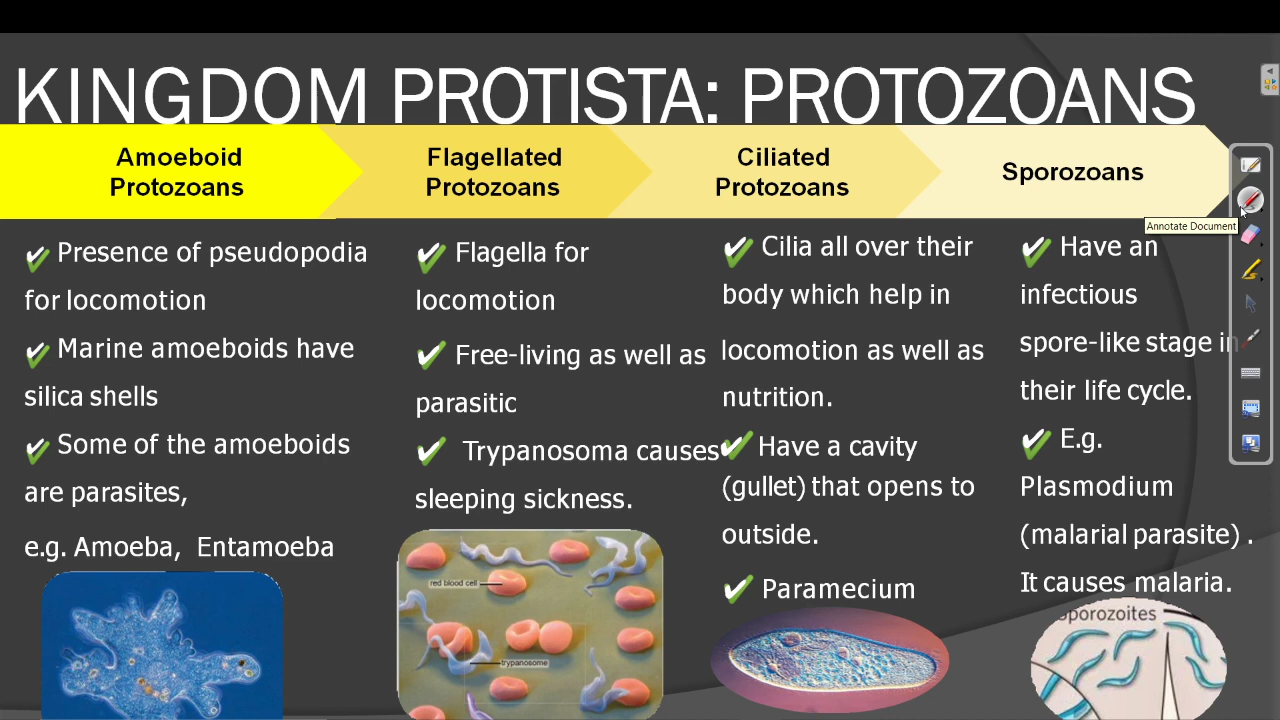 KINGDOM PROTISTA: PROTOZOANS
Amoeboid
Protozoans
Flagellated
Protozoans
Ciliated
Protozoans
Sporozoans
Annotate Document
Presence of pseudopodia
for locomotion
Marine amoeboids have
silica shells
Some of the amoeboids
are parasites,
e.g. Amoeba, Entamoeba
Flagella for
locomotion
Free-living as well as
parasitic
Trypanosoma causes
sleeping sickness.
red blood cell
trypanosome
Cilia all over their
body which help in
locomotion as well as
nutrition.
Have a cavity
(gullet) that opens to
outside.
Paramecium
Have an
infectious
spore-like stage in
their life cycle.
E.g.
Plasmodium
(malarial parasite) .
It causes malaria.
sporozoites